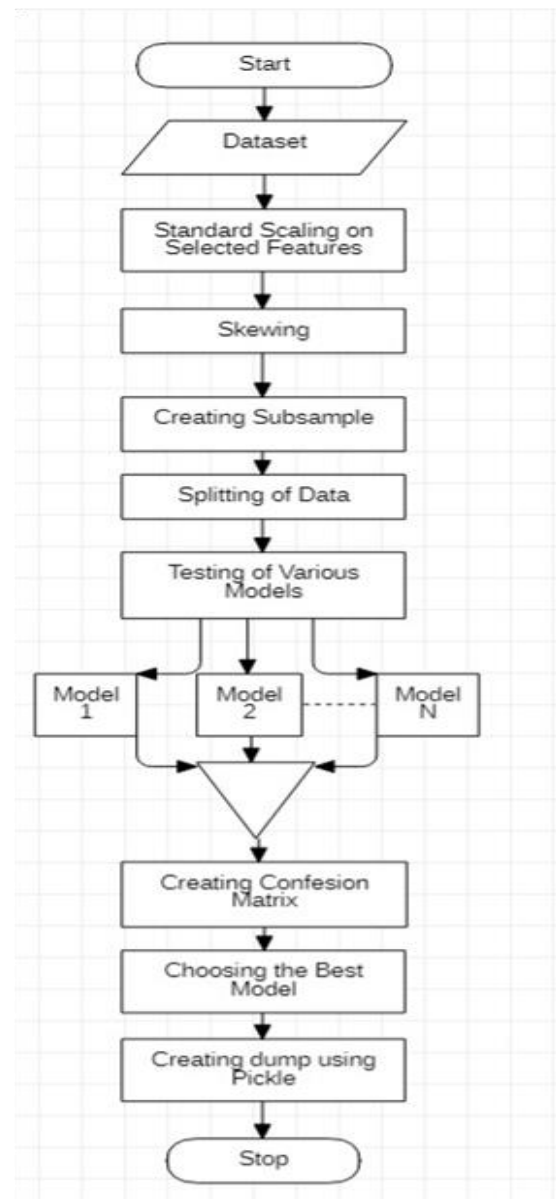 Start
Dataset
Standard Scaling on
Selected Features
Skewing
Creating Subsample
Splitting of Data
Testing of Various
Models
Model
1
Model
2
Model
N
Creating Confesion
Matrix
Choosing the Best
Model
Creating dump using
Pickle
Stop